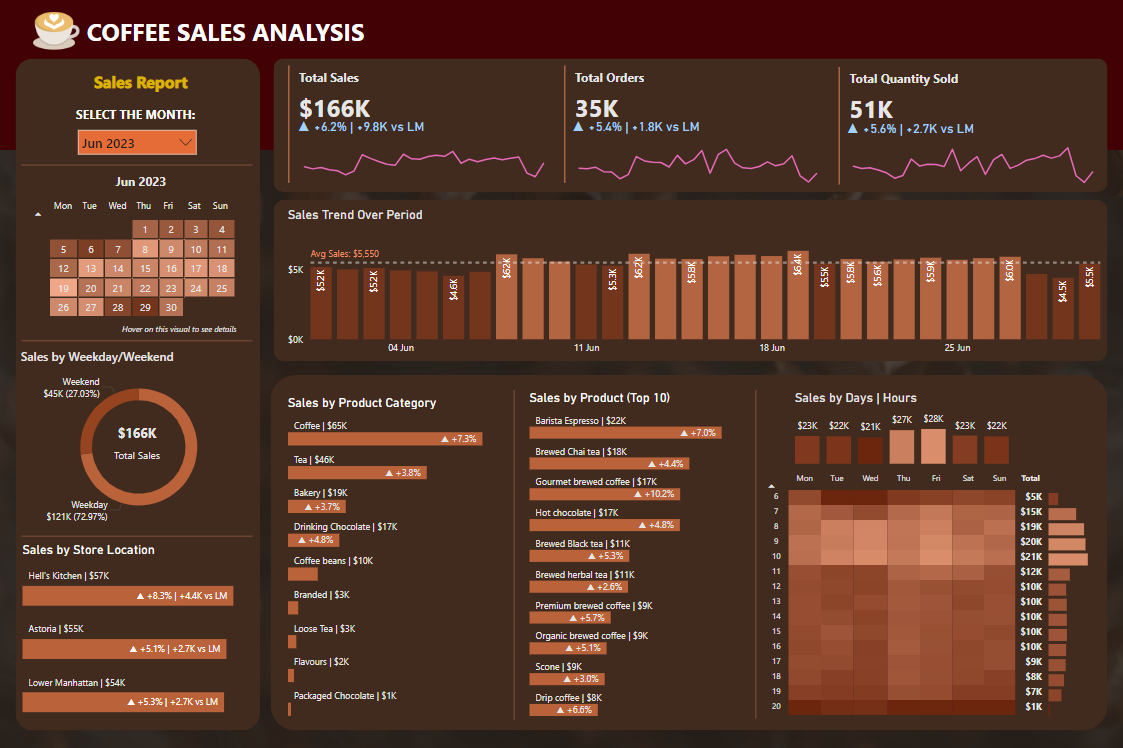 COFFEE SALES ANALYSIS
Sales Report
SELECT THE MONTH:
Jun 2023
Jun 2023
Mon Tue Wed Thu Fri Sat Sun
1 2 3 4
5 6 7 8 9 10 11
12 13 14 15 16 17 18
19 20 21 22 23 24 25
26 27 28 29 30
Hover on this visual to see details
Sales by Weekday/Weekend
Weekend
$45K (27.03%)
$166K
Total Sales
Weekday
$121K (72.97%)
Sales by Store Location
Hell's Kitchen | $57K
+8.3% | +4.4K vs LM
Astoria | $55K
+5.1% | +2.7K vs LM
Lower Manhattan | $54K
+5.3% | +2.7K vs LM
Total Sales
$166K
+6.2% | +9.8K vs LM
Total Orders
35K
+5.4% | +1.8K vs LM
Total Quantity Sold
51K
+5.6% | +2.7K vs LM
Sales Trend Over Period
Avg Sales: $5,550
$5K
$0K
$5.2K $5.2K $4.6K $6.2K $5.3K $6.2K $5.8K $6.4K $5.5K $5.8K $5.6K $5.9K $6.0K $4.5K $5.5K
04 Jun 11 Jun 18 Jun 25 Jun
Sales by Product Category
Coffee | $65K
+7.3%
Tea | $46K
+3.8%
Bakery | $19K
+3.7%
Drinking Chocolate | $17K
+4.8%
Coffee beans | $10K
Branded | $3K
Loose Tea | $3K
Flavours | $2K
Packaged Chocolate | $1K
Sales by Product (Top 10)
Barista Espresso | $22K
+7.0%
Brewed Chai tea | $18K
+4.4%
Gourmet brewed coffee | $17K
+10.2%
Hot chocolate | $17K
+4.8%
Brewed Black tea | $11K
+5.3%
Brewed herbal tea | $11K
+2.6%
Premium brewed coffee | $9K
+5.7%
Organic brewed coffee | $9K
+5.1%
Scone | $9K
+3.0%
Drip coffee | $8K
+6.6%
Sales by Days | Hours
$23K $22K $21K $27K $28K $23K $22K
Mon Tue Wed Thu Fri Sat Sun Total
6 $5K
7 $15K
8 $19K
9 $20K
10 $21K
11 $12K
12 $10K
13 $10K
14 $10K
15 $10K
16 $10K
17 $9K
18 $8K
19 $7K
20 $1K